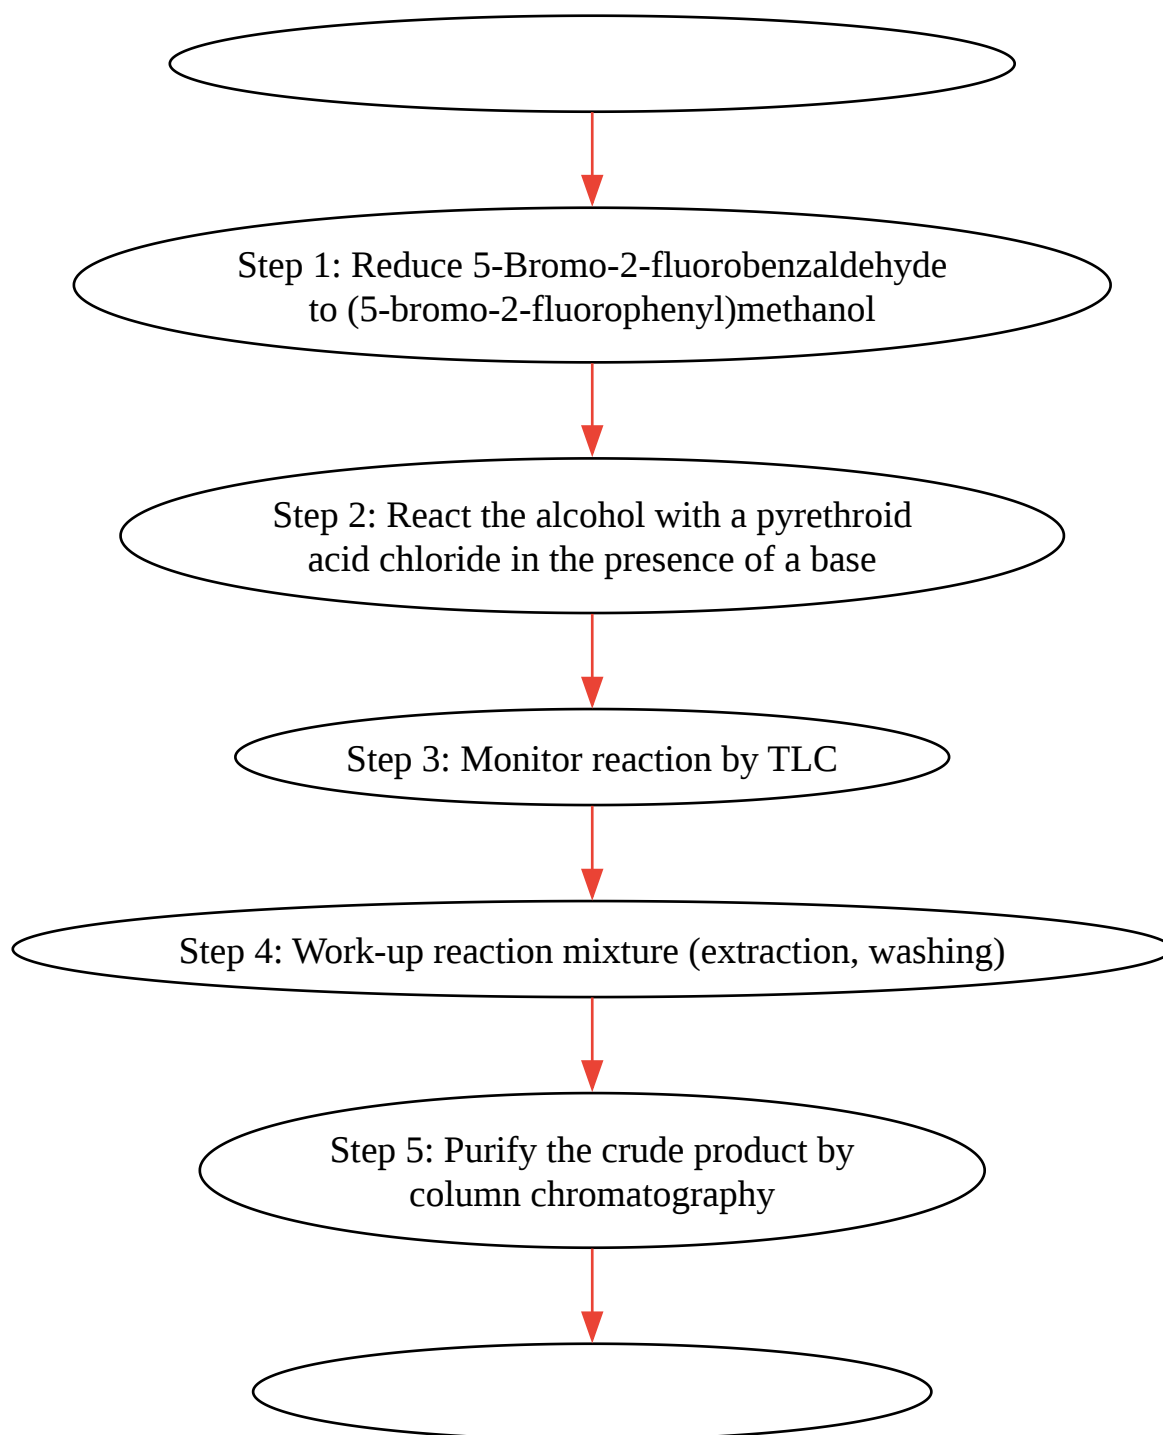 Step 1: Reduce 5-Bromo-2-fluorobenzaldehyde
to (5-bromo-2-fluorophenyl)methanol
Step 2: React the alcohol with a pyrethroid
acid chloride in the presence of a base
Step 3: Monitor reaction by TLC
Step 4: Work-up reaction mixture (extraction, washing)
Step 5: Purify the crude product by
column chromatography